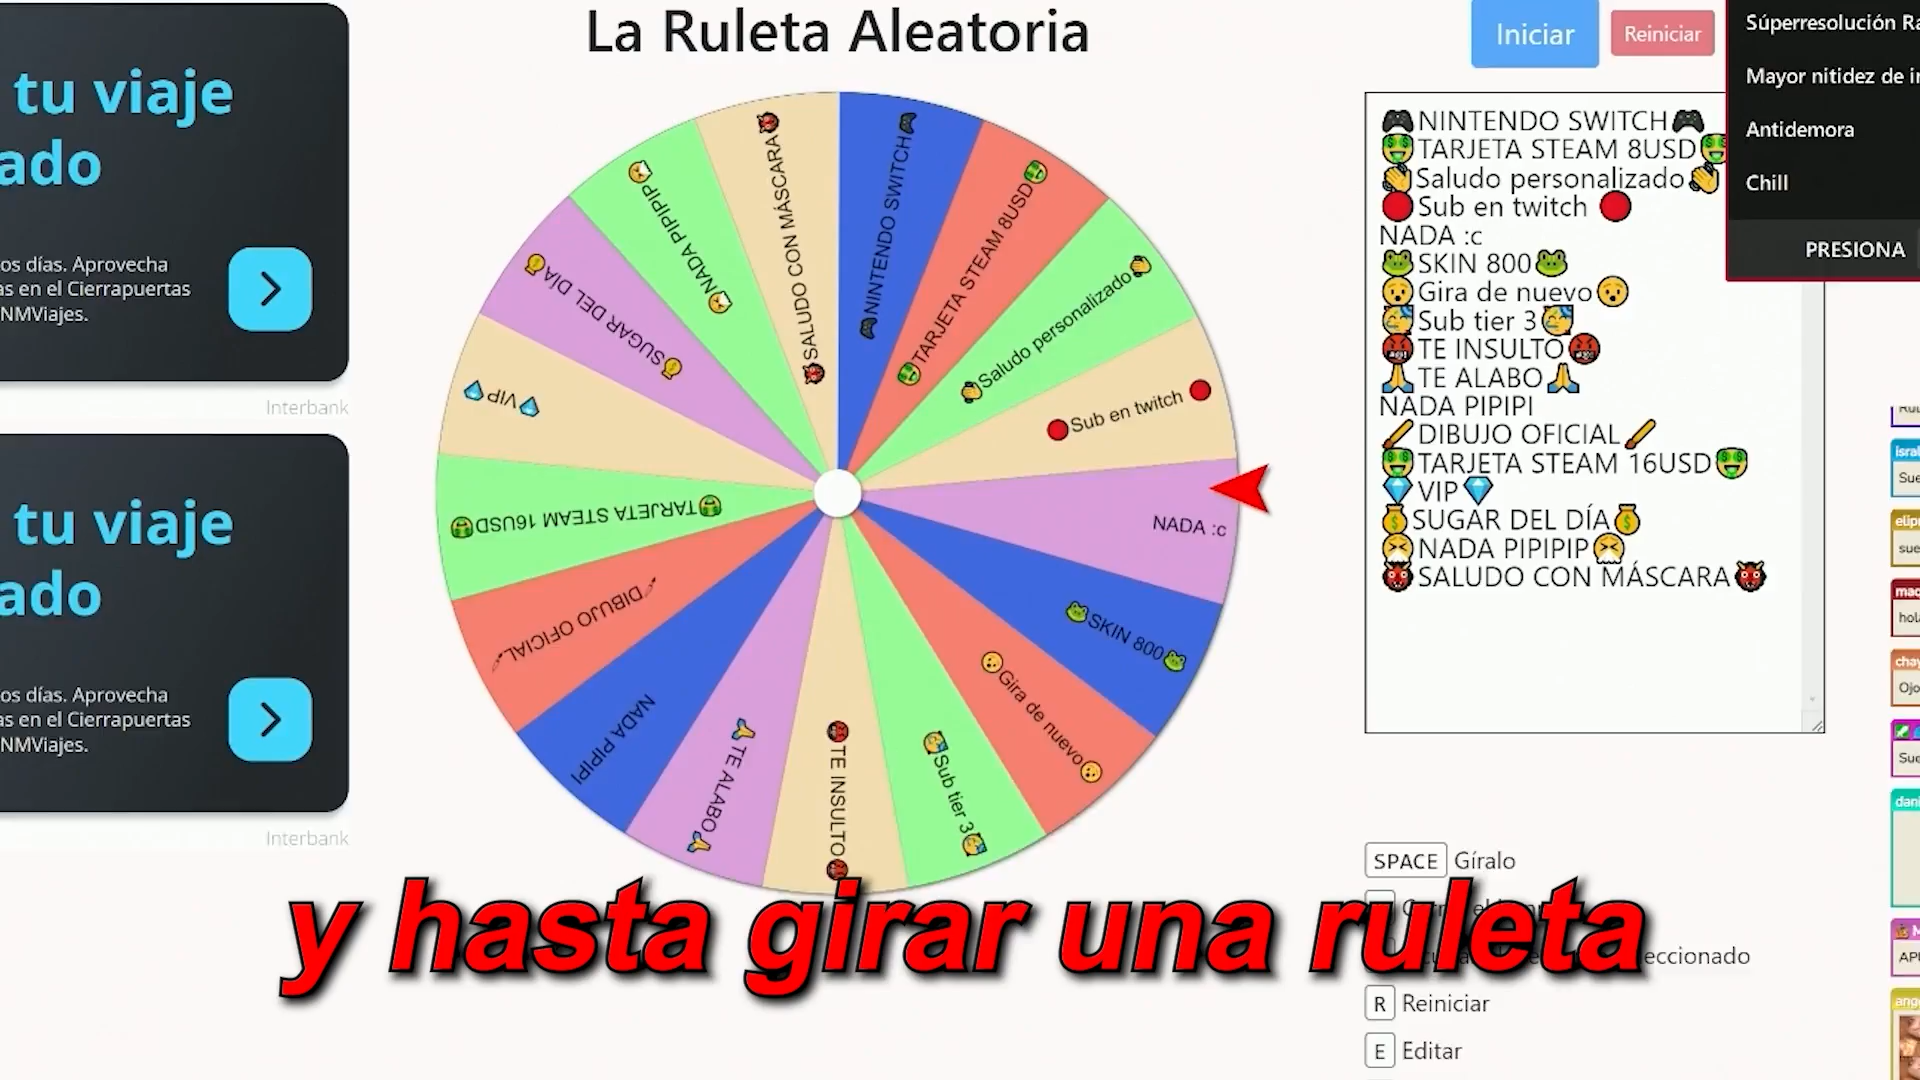 La Ruleta Aleatoria
Iniciar
Reiniciar
Súperresolución
Mayor nitidez de
Antidemora
Chill
PRESIONA
tu viaje
ado
os días. Aprovecha
as en el Cierrapuertas
NMViajes.
Interbank
tu viaje
ado
os días. Aprovecha
as en el Cierrapuertas
NMViajes.
Interbank
🎮NINTENDO SWITCH🎮
🤑TARJETA STEAM 8USD🤑
👏Saludo personalizado👏
🔴Sub en twitch 🔴
NADA :c
🐸SKIN 800🐸
😯Gira de nuevo😯
🥳Sub tier 3🥳
🤬TE INSULTO🤬
🙏TE ALABO🙏
NADA PIPIPI
🖌DIBUJO OFICIAL🖌
🤑TARJETA STEAM 16USD🤑
💎VIP💎
💰SUGAR DEL DÍA💰
🤧NADA PIPIPIP🤧
👹SALUDO CON MÁSCARA👹
🎮NINTENDO SWITCH🎮
🤑TARJETA STEAM 8USD🤑
👏Saludo personalizado👏
🔴Sub en twitch 🔴
NADA :c
🐸SKIN 800🐸
😯Gira de nuevo😯
🥳Sub tier 3🥳
🤬TE INSULTO🤬
🙏TE ALABO🙏
NADA PIPIPI
🖌DIBUJO OFICIAL🖌
🤑TARJETA STEAM 16USD🤑
💎VIP💎
💰SUGAR DEL DÍA💰
🤧NADA PIPIPIP🤧
👹SALUDO CON MÁSCARA👹
SPACE Gíralo
eccionado
R Reiniciar
E Editar
y hasta girar una ruleta